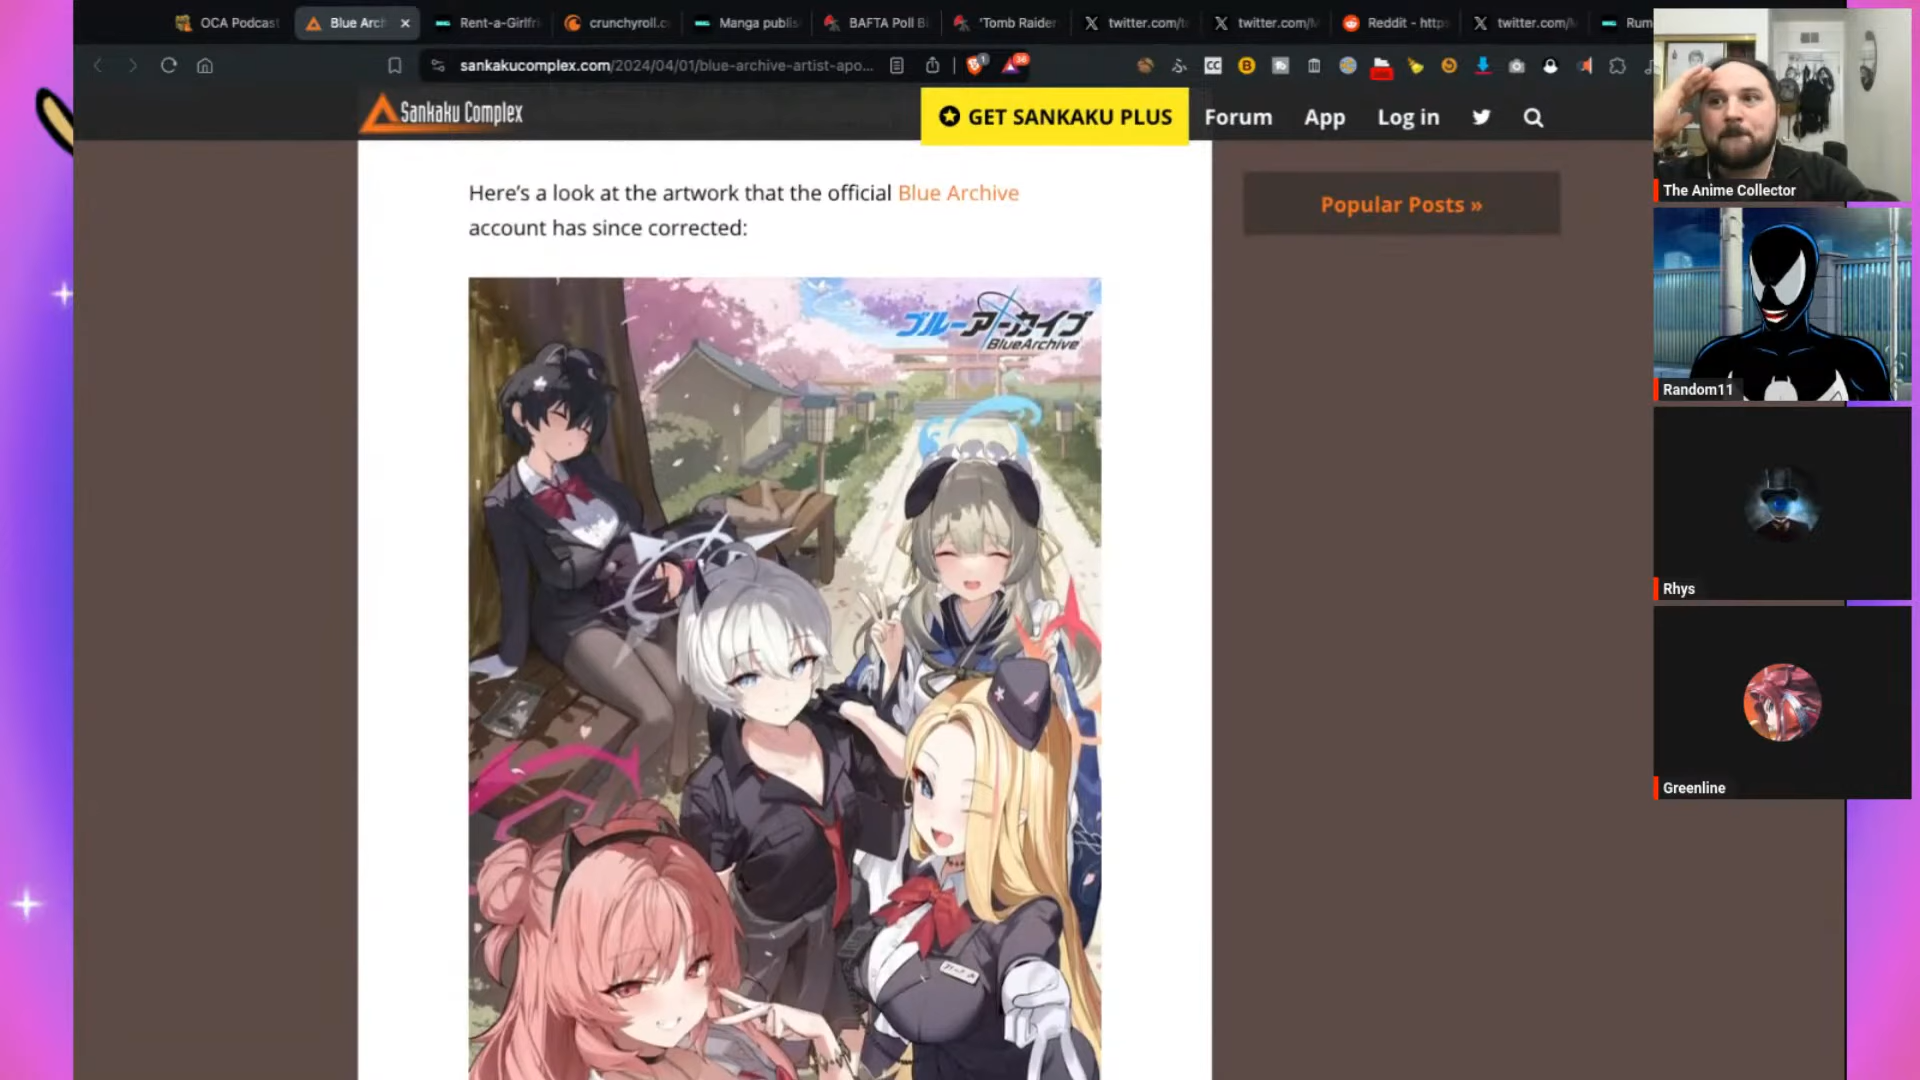 OCA Podcast
Blue Arc
Rent-a-Girlfri
crunchyroll.c
Manga publis
BAFTA Poll B
'Tomb Raider
twitter.com/t
twitter.com/M
Reddit - http
twitter.com/
Rum
sankakucomplex.com/2024/04/01/blue-archive-artist-apo...
CC
Sankaku Complex
GET SANKAKU PLUS
Forum
App
Log in
Here's a look at the artwork that the official Blue Archive
account has since corrected:
Popular Posts »
ブルーアーカイブ
BlueArchive
The Anime Collector
Random11
Rhys
Greenline